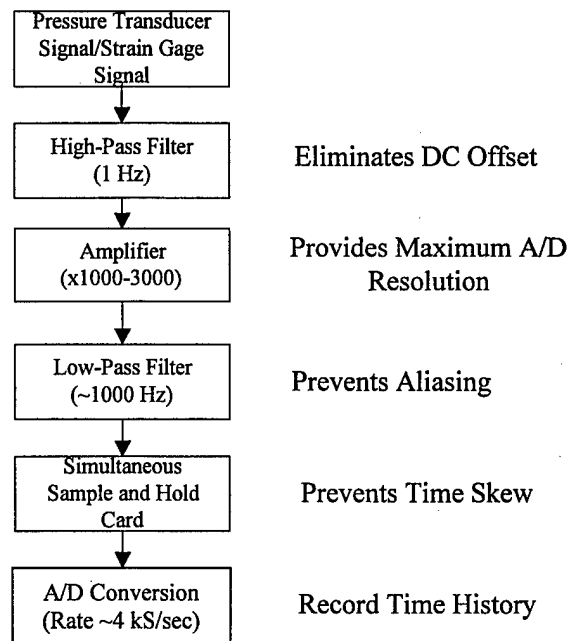 Pressure Transducer
Signal/Strain Gage
Signal
High-Pass Filter
(1 Hz)
Eliminates DC Offset
Amplifier
(x1000-3000)
Provides Maximum A/D
Resolution
Low-Pass Filter
(~1000 Hz)
Prevents Aliasing
Simultaneous
Sample and Hold
Card
Prevents Time Skew
A/D Conversion
(Rate ~4 kS/sec)
Record Time History